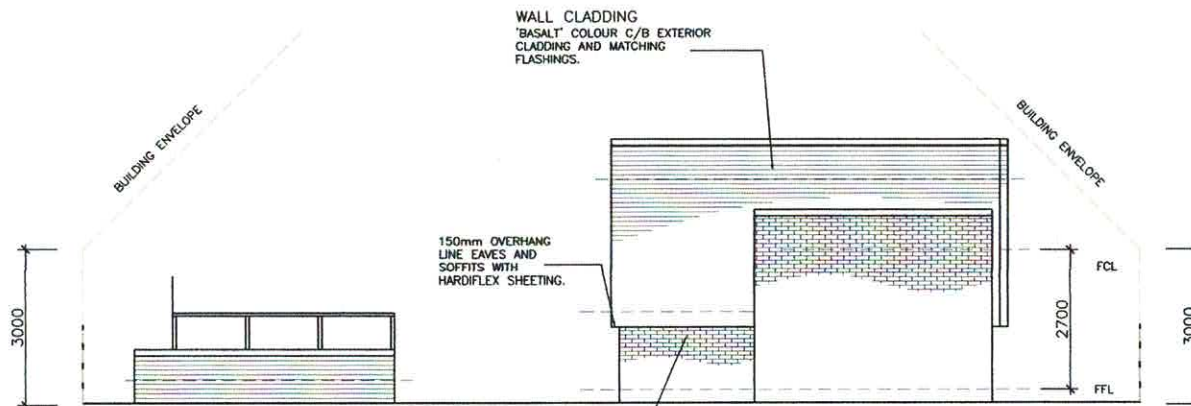 WALL CLADDING
'BASALT' COLOUR C/B EXTERIOR
CLADDING AND MATCHING
FLASHINGS.
BUILDING ENVELOPE
BUILDING ENVELOPE
150mm OVERHANG
LINE EAVES AND
SOFFITS WITH
HARDIFLEX SHEETING.
FCL
3000
2700
3000
FFL